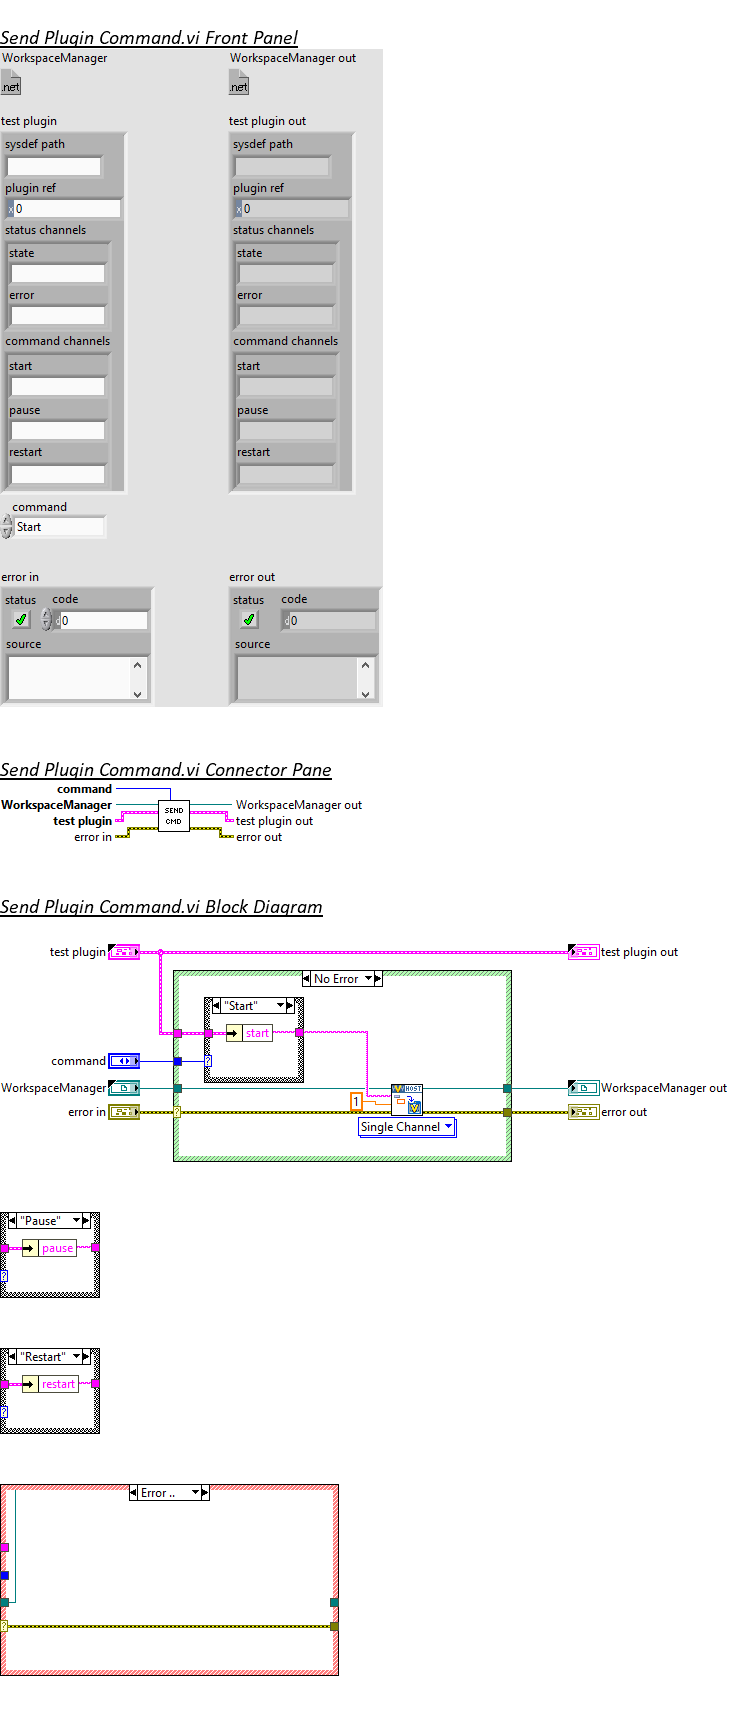 Send Plugin Command.vi Front Panel
WorkspaceManager WorkspaceManager out
.net .net
test plugin test plugin out
sysdef path sysdef path
plugin ref plugin ref
x 0 x 0
status channels status channels
state state
error error
command channels command channels
start start
pause pause
restart restart
command
Start
error in error out
status code status code
d 0 d 0
source source
Send Plugin Command.vi Connector Pane
command
WorkspaceManager WorkspaceManager out
SEND
test plugin test plugin out
CMD
error in error out
Send Plugin Command.vi Block Diagram
test plugin test plugin out
No Error
"Start"
start
command
?
WorkspaceManager WorkspaceManager out
V HOST
1
error in ? error out
V
Single Channel
"Pause"
pause
?
"Restart"
restart
?
Error ..
?